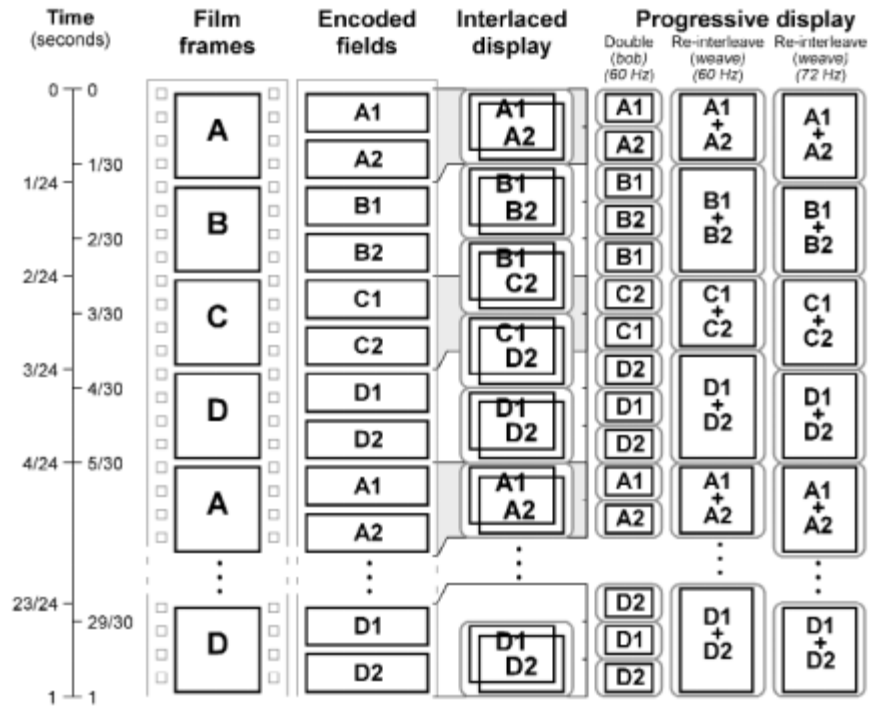 Time
(seconds)
Film
frames
Encoded
fields
Interlaced
display
Progressive display
Double
(bob)
(60 Hz)
Re-interleave
(weave)
(60 Hz)
Re-interleave
(weave)
(72 Hz)
0
0
1/30
1/24
2/30
2/24
3/30
3/24
4/30
4/24
5/30
23/24
29/30
1
1
A
B
C
D
A
D
A1
A2
B1
B2
C1
C2
D1
D2
A1
A2
D1
D2
A1
A2
B1
B2
B1
C2
C1
D2
D1
D2
A1
A2
D1
D2
A1
A2
B1
B2
B1
C2
C1
D2
D1
D2
A1
A2
D2
D1
D2
A1
+
A2
B1
+
B2
C1
+
C2
D1
+
D2
A1
+
A2
D1
+
D2
A1
+
A2
B1
+
B2
C1
+
C2
D1
+
D2
A1
+
A2
D1
+
D2